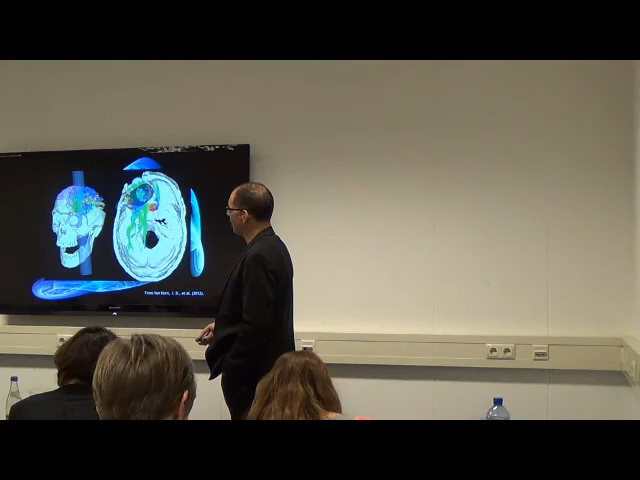 From Van Horn, J. D., et al. (2012).